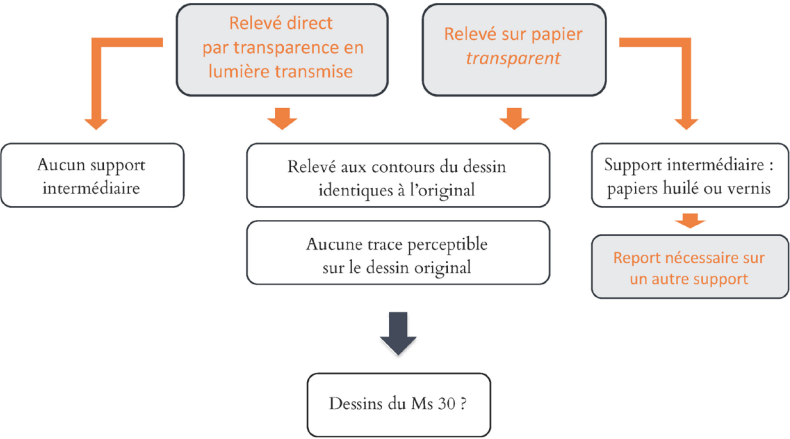 Relevé direct
par transparence en
lumière transmise
Relevé sur papier
transparent
Aucun support
intermédiaire
Relevé aux contours du dessin
identiques à l'original
Support intermédiaire :
papiers huilé ou vernis
Aucune trace perceptible
sur le dessin original
Report nécessaire sur
un autre support
Dessins du Ms 30 ?